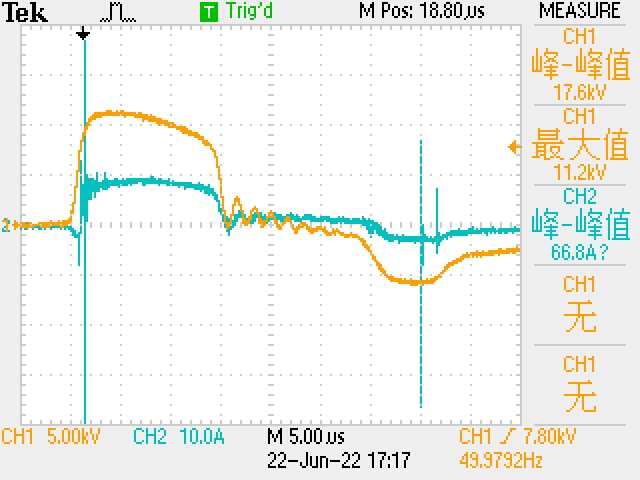 Tek T Trig'd M Pos: 18.80µs MEASURE
CH1
峰-峰值
17.6kV
CH1
最大值
11.2kV
CH2
峰-峰值
66.8A?
CH1
无
CH1
无
CH1 5.00kV CH2 10.0A M 5.00µs CH1 7.80kV
22-Jun-22 17:17 49.9792Hz